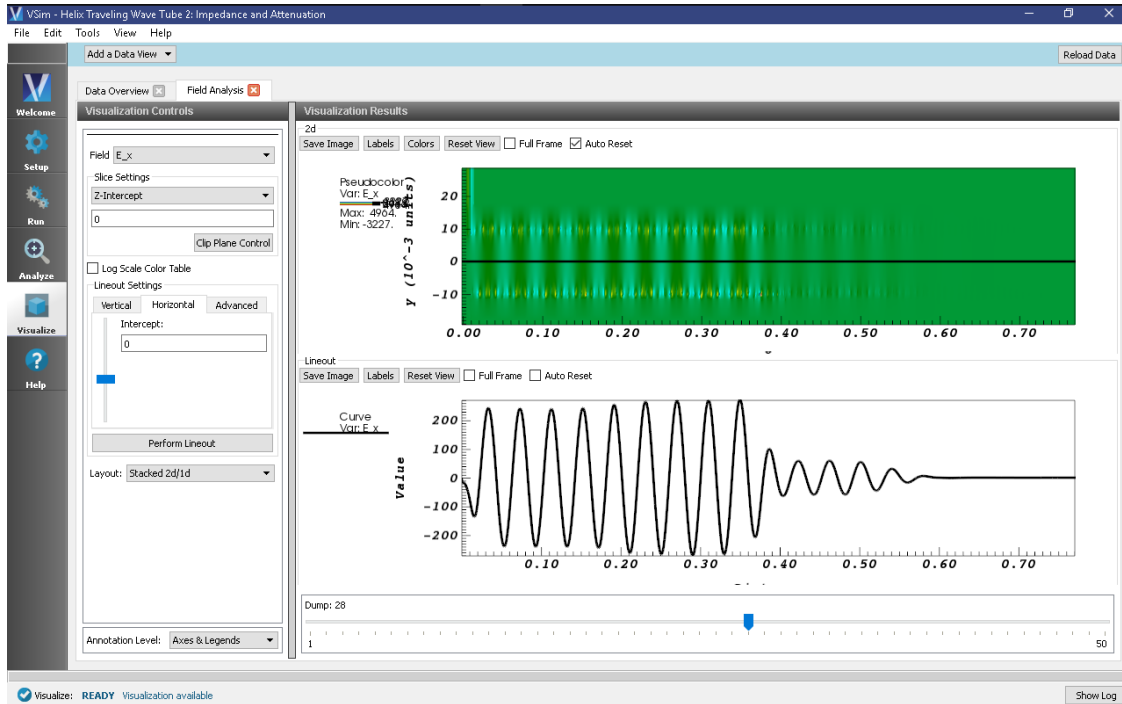 VSim - Helix Traveling Wave Tube 2: Impedance and Attenuation
File Edit Tools View Help
Add a Data View
Reload Data
Welcome
Setup
Run
Analyze
Visualize
Help
Data Overview
Field Analysis
Visualization Controls
Field E_x
Slice Settings
Z-Intercept
0
Clip Plane Control
Log Scale Color Table
Lineout Settings
Vertical Horizontal Advanced
Intercept:
0
Perform Lineout
Layout: Stacked 2d/1d
Annotation Level: Axes & Legends
Visualization Results
2d
Save Image Labels Colors Reset View Full Frame Auto Reset
Pseudocolor
Var: E_x
Max: 4964.
Min: -3227.
y (10^-3 units)
20
10
0
-10
0.00 0.10 0.20 0.30 0.40 0.50 0.60 0.70
Lineout
Save Image Labels Reset View Full Frame Auto Reset
Curve
Var: E_x
Value
200
100
0
-100
-200
0.10 0.20 0.30 0.40 0.50 0.60 0.70
Dump: 28
1 50
Visualize: READY Visualization available
Show Log